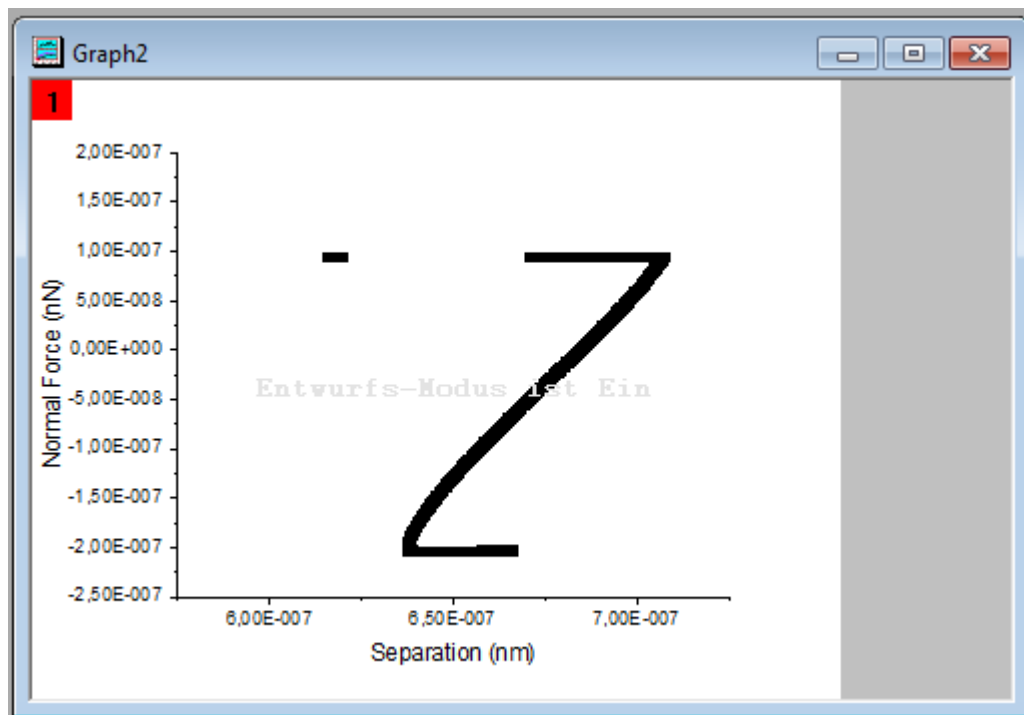 Graph2
1
2,00E-007
1,50E-007
1,00E-007
5,00E-008
0,00E+000
-5,00E-008
-1,00E-007
-1,50E-007
-2,00E-007
-2,50E-007
Normal Force (nN)
Entwurfs-Modus ist Ein
6,00E-007 6,50E-007 7,00E-007
Separation (nm)